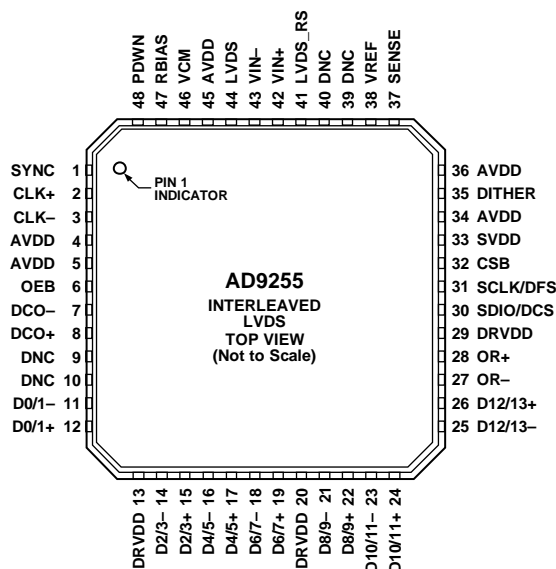 48 PDWN
47 RBIAS
46 VCM
45 AVDD
44 LVDS
43 VIN–
42 VIN+
41 LVDS_RS
40 DNC
39 DNC
38 VREF
37 SENSE
SYNC 1
CLK+ 2
CLK– 3
AVDD 4
AVDD 5
OEB 6
DCO– 7
DCO+ 8
DNC 9
DNC 10
D0/1– 11
D0/1+ 12
PIN 1
INDICATOR
AD9255
INTERLEAVED
LVDS
TOP VIEW
(Not to Scale)
36 AVDD
35 DITHER
34 AVDD
33 SVDD
32 CSB
31 SCLK/DFS
30 SDIO/DCS
29 DRVDD
28 OR+
27 OR–
26 D12/13+
25 D12/13–
DRVDD 13
D2/3– 14
D2/3+ 15
D4/5– 16
D4/5+ 17
D6/7– 18
D6/7+ 19
DRVDD 20
D8/9– 21
D8/9+ 22
D10/11– 23
D10/11+ 24